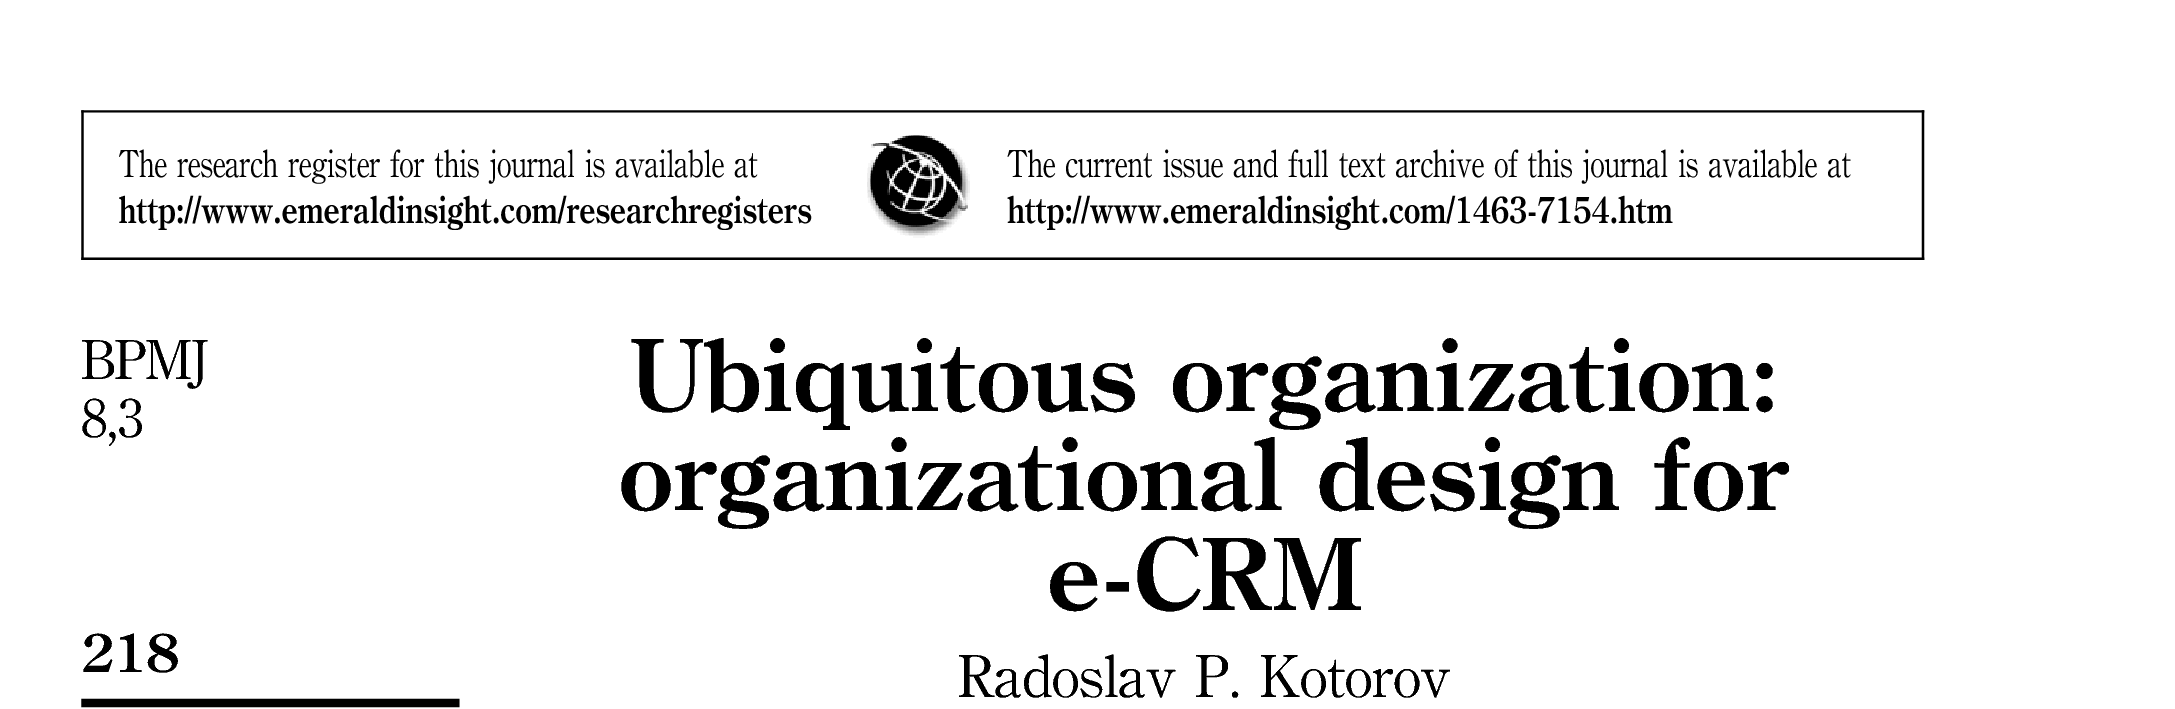 The research register for this journal is available at
http://www.emeraldinsight.com/researchregisters
The current issue and full text archive of this journal is available at
http://www.emeraldinsight.com/1463-7154.htm
BPMJ
8,3
218
Ubiquitous organization:
organizational design for
e-CRM
Radoslav P. Kotorov